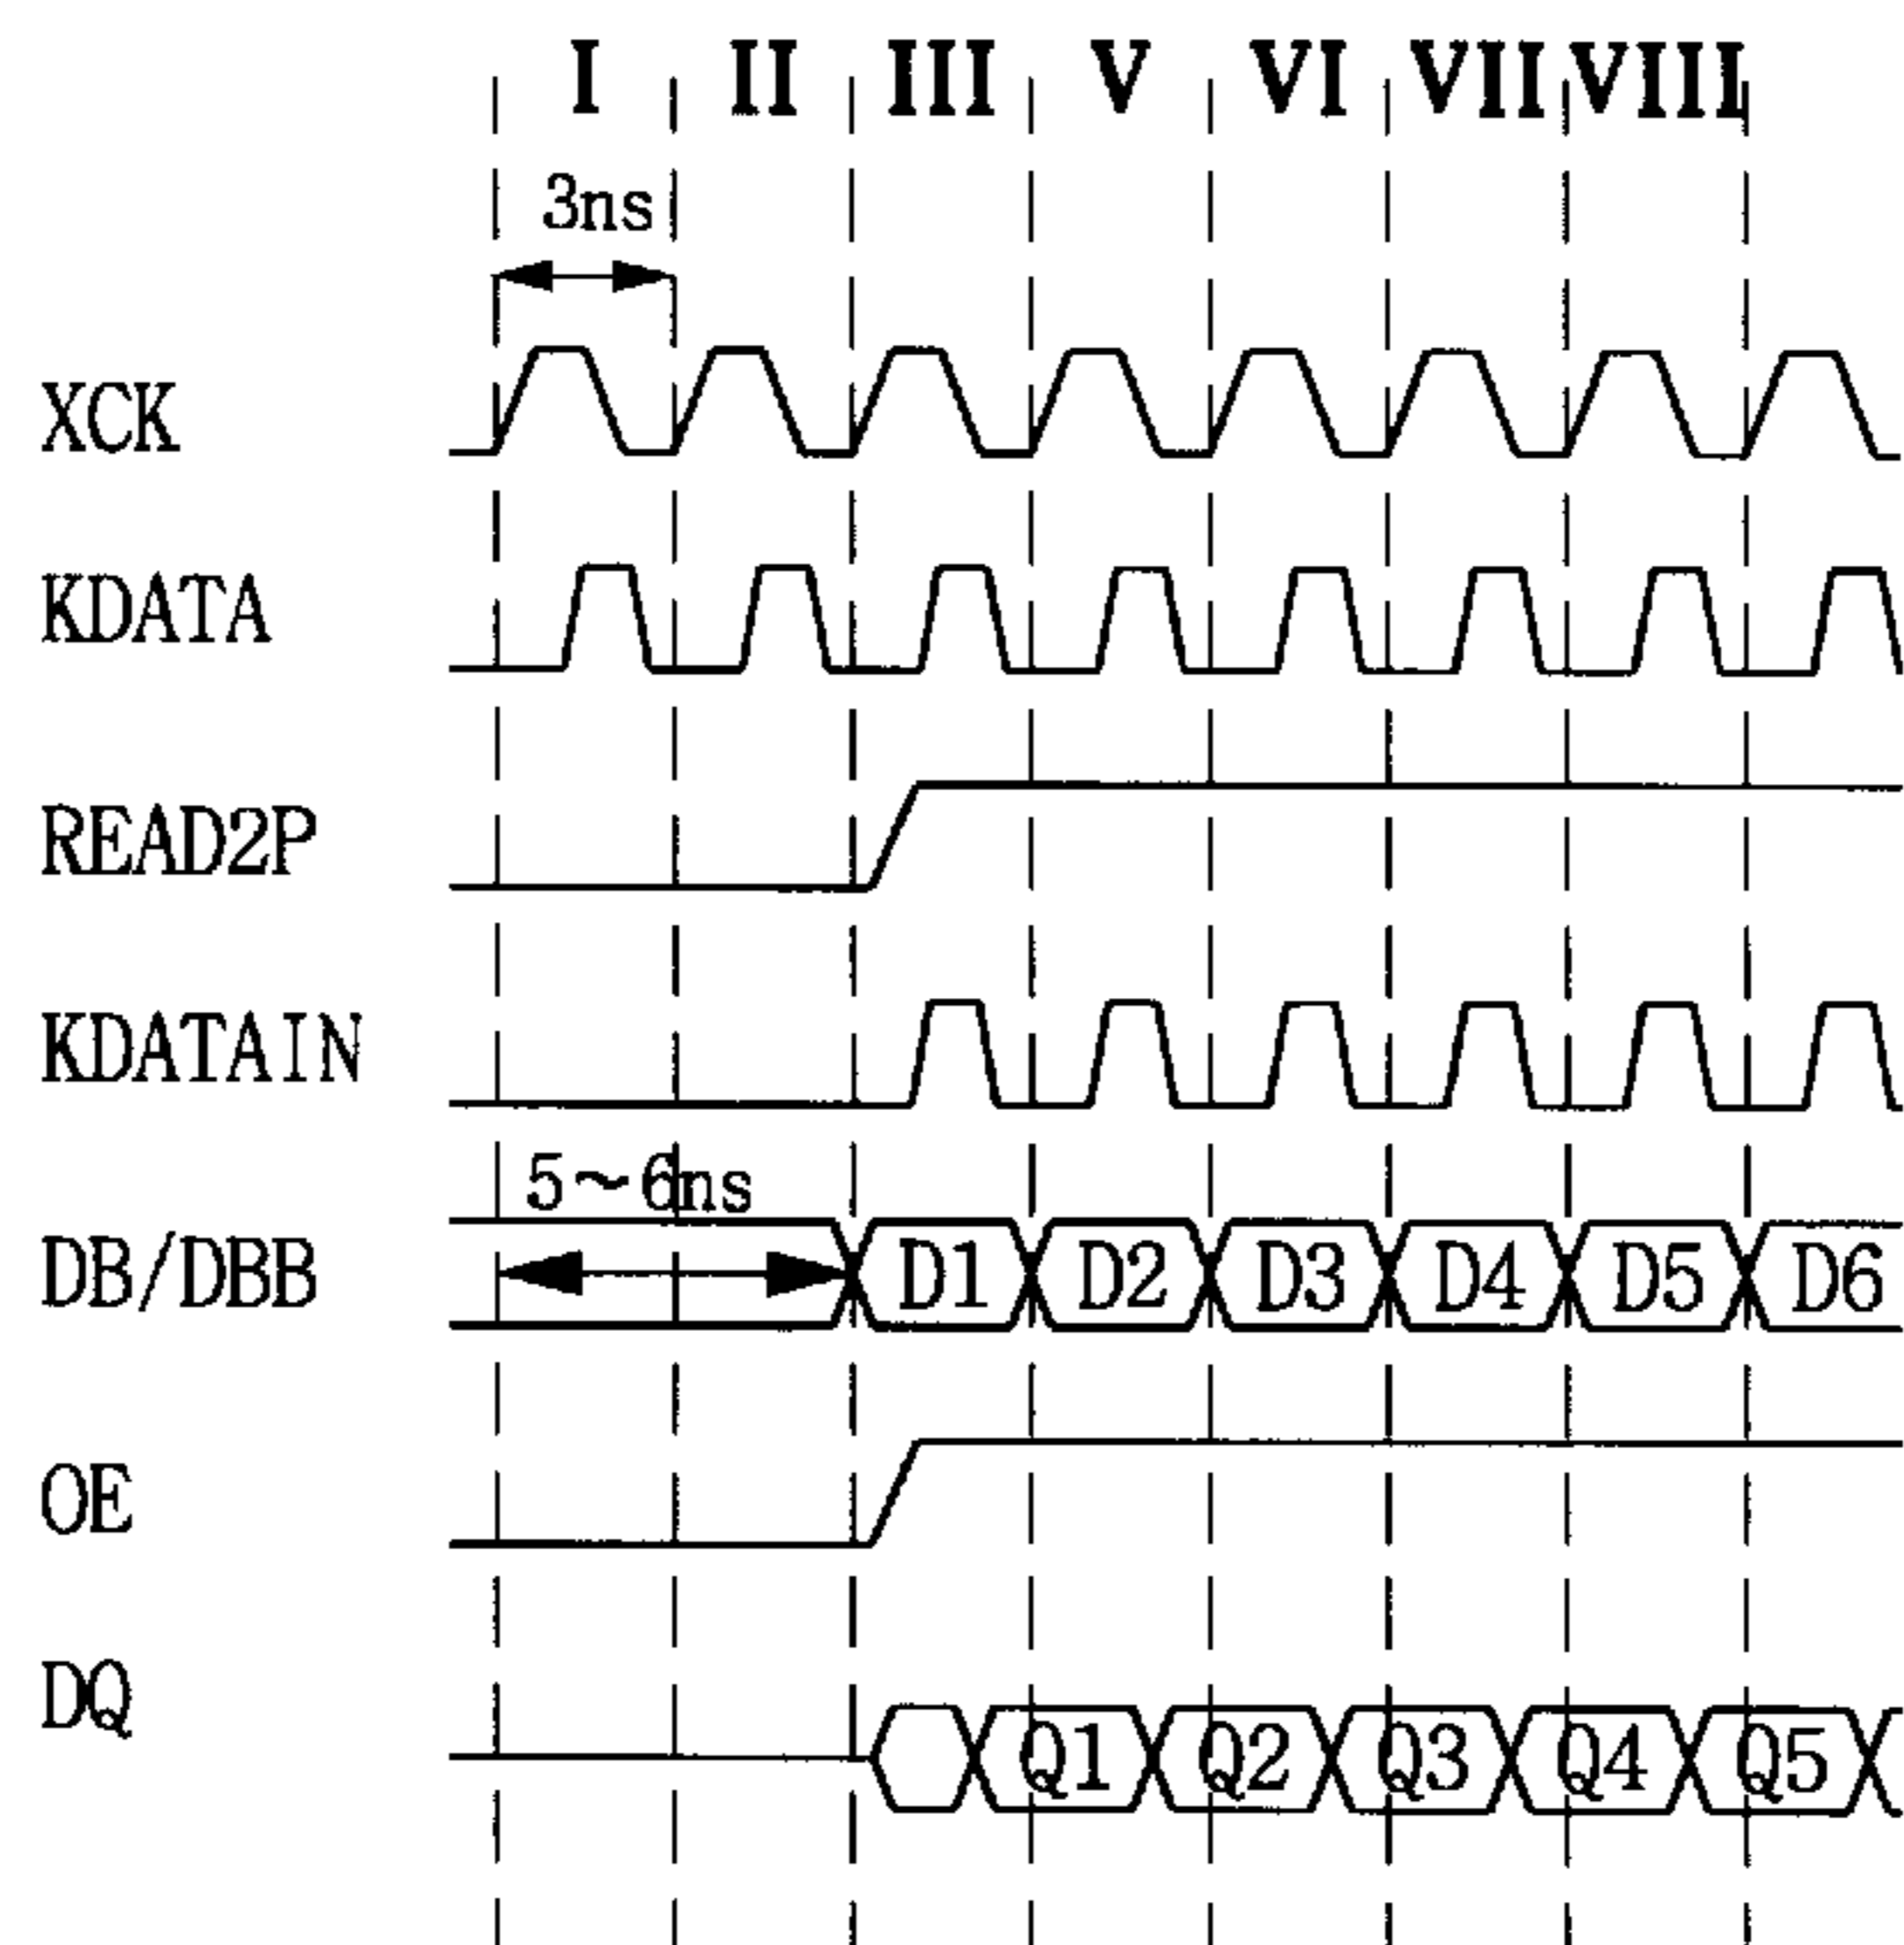 I II III V VI VII VIII
3ns
XCK
KDATA
READ2P
KDATAIN
5~6ns
DB/DBB D1 D2 D3 D4 D5 D6
OE
DQ Q1 Q2 Q3 Q4 Q5